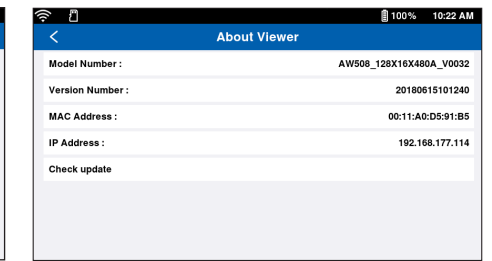 100% 10:22 AM
About Viewer
Model Number : AW508_128X16X480A_V0032
Version Number : 20180615101240
MAC Address : 00:11:A0:D5:91:B5
IP Address : 192.168.177.114
Check update